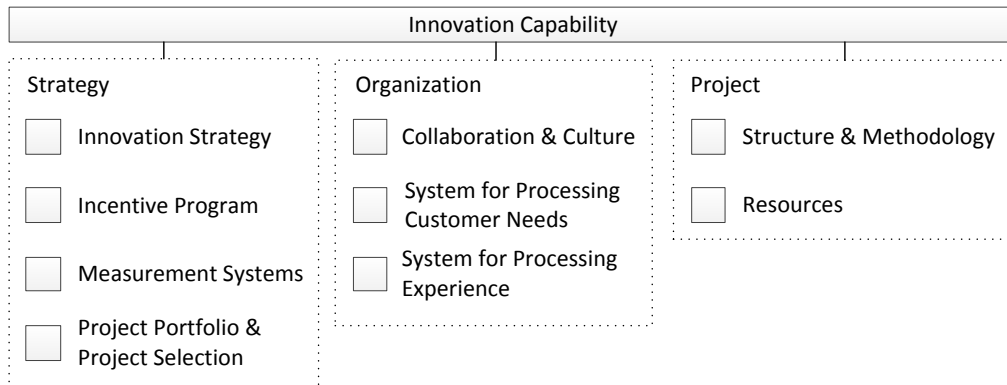 Innovation Capability
Strategy
Innovation Strategy
Incentive Program
Measurement Systems
Project Portfolio &
Project Selection
Organization
Collaboration & Culture
System for Processing
Customer Needs
System for Processing
Experience
Project
Structure & Methodology
Resources